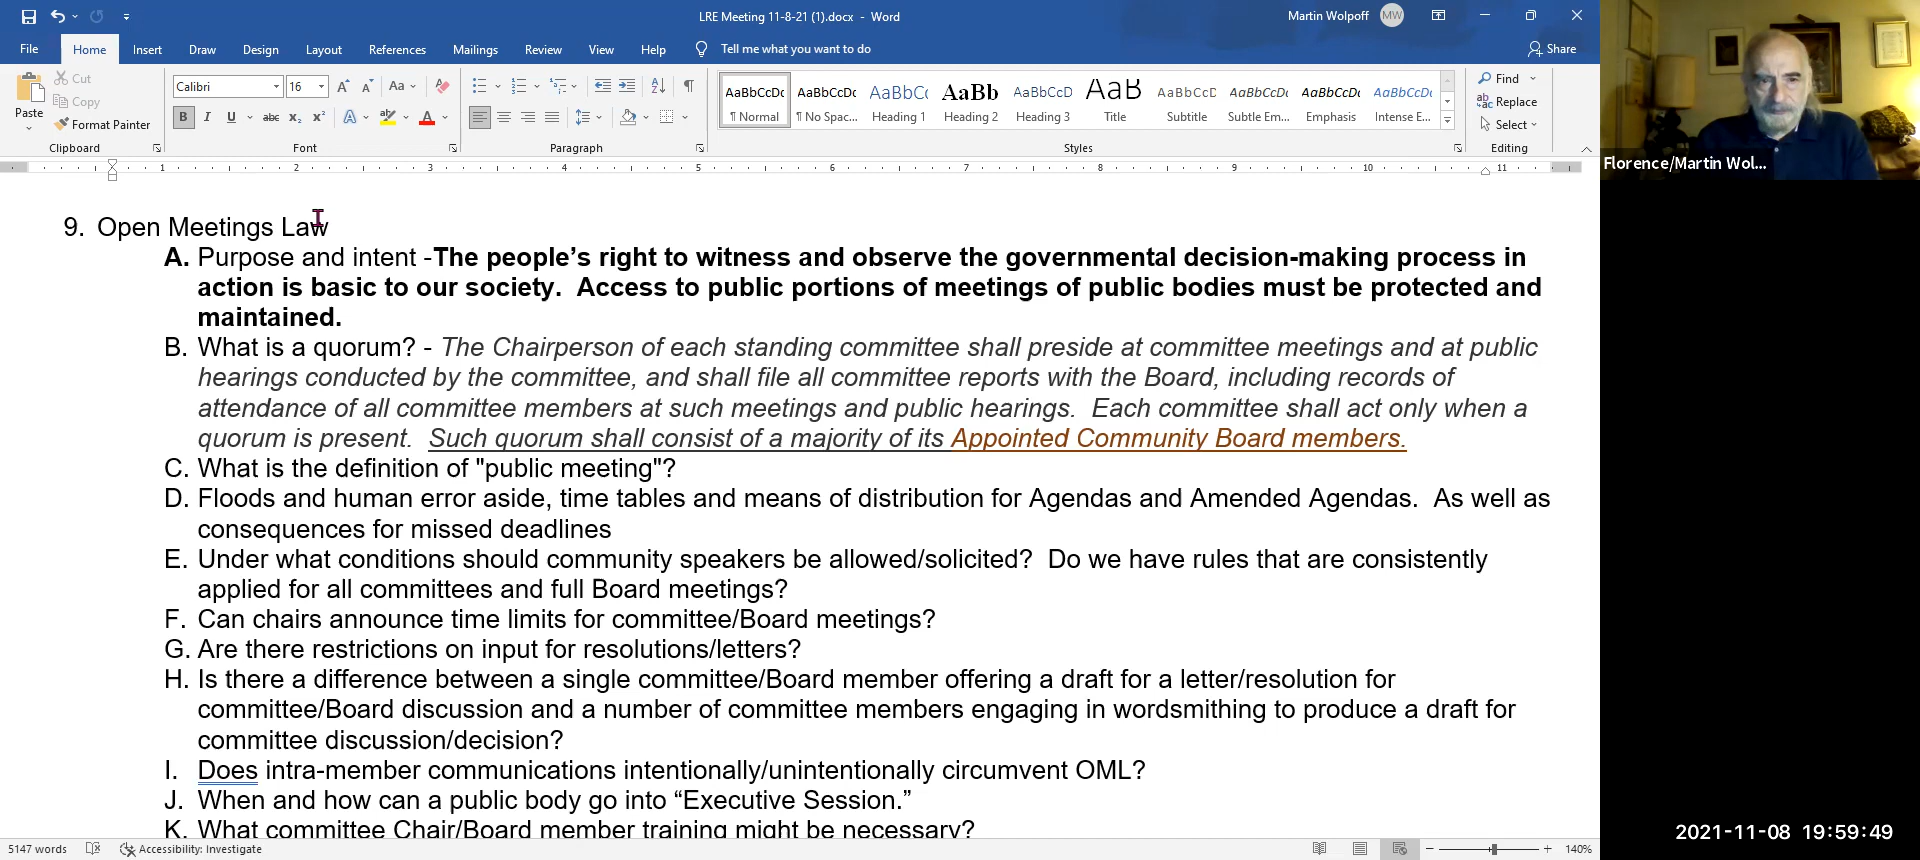 LRE Meeting 11-8-21 (1).docx - Word
Martin Wolpoff MW
File Home Insert Draw Design Layout References Mailings Review View Help Tell me what you want to do Share
Paste
Cut
Copy
Format Painter
Clipboard
Calibri 16
Font
Paragraph
AaBbCcDc ¶ Normal
AaBbCcDc ¶ No Spac...
AaBbCc Heading 1
AaBb Heading 2
AaBbCcD Heading 3
AaB Title
AaBbCcD Subtitle
AaBbCcDc Subtle Em...
AaBbCcDc Emphasis
AaBbCcDc Intense E...
Styles
Find
Replace
Select
Editing
1 2 3 4 5 6 7 8 9 10 11
Florence/Martin Wol...
9. Open Meetings Law
A. Purpose and intent -The people’s right to witness and observe the governmental decision-making process in
action is basic to our society.  Access to public portions of meetings of public bodies must be protected and
maintained.
B. What is a quorum? - The Chairperson of each standing committee shall preside at committee meetings and at public
hearings conducted by the committee, and shall file all committee reports with the Board, including records of
attendance of all committee members at such meetings and public hearings.  Each committee shall act only when a
quorum is present.  Such quorum shall consist of a majority of its Appointed Community Board members.
C. What is the definition of "public meeting"?
D. Floods and human error aside, time tables and means of distribution for Agendas and Amended Agendas.  As well as
consequences for missed deadlines
E. Under what conditions should community speakers be allowed/solicited?  Do we have rules that are consistently
applied for all committees and full Board meetings?
F. Can chairs announce time limits for committee/Board meetings?
G. Are there restrictions on input for resolutions/letters?
H. Is there a difference between a single committee/Board member offering a draft for a letter/resolution for
committee/Board discussion and a number of committee members engaging in wordsmithing to produce a draft for
committee discussion/decision?
I. Does intra-member communications intentionally/unintentionally circumvent OML?
J. When and how can a public body go into “Executive Session.”
K. What committee Chair/Board member training might be necessary?
2021-11-08 19:59:49
5147 words Accessibility: Investigate 140%